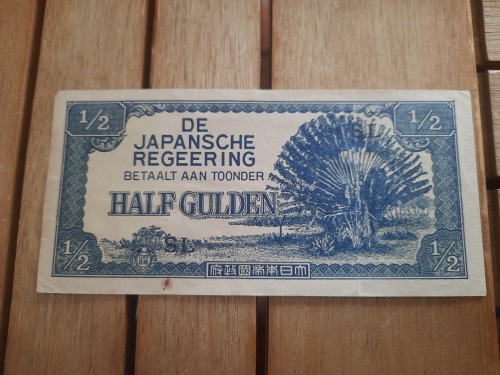 1/2 1/2
DE
JAPANSCHE
REGEERING
BETAALT AAN TOONDER
HALF GULDEN
SL
SL
1/2 1/2
府政國帝本日大